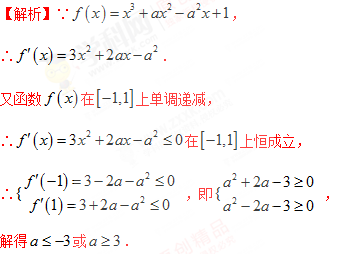 【解析】∵ f(x)=x³+ax²−a²x+1,
∴ f′(x)=3x²+2ax−a².
又函数 f(x) 在[−1,1]上单调递减,
∴ f′(x)=3x²+2ax−a²≤0在[−1,1]上恒成立,
∴{ f′(−1)=3−2a−a²≤0 , 即{ a²+2a−3≥0 ,
f′(1)=3+2a−a²≤0 a²−2a−3≥0
解得a≤−3或a≥3.